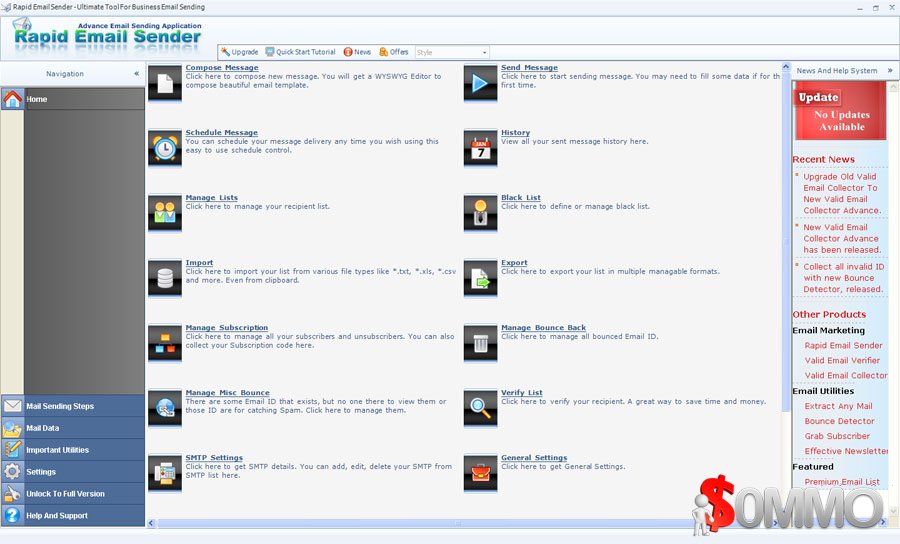 Rapid Email Sender - Ultimate Tool For Business Email Sending
Advance Email Sending Application
Rapid Email Sender
Upgrade
Quick Start Tutorial
News
Offers
Style
Navigation «
Home
Mail Sending Steps
Mail Data
Important Utilities
Settings
Unlock To Full Version
Help And Support
Compose Message
Click here to compose new message. You will get a WYSWYG Editor to
compose beautiful email template.
Send Message
Click here to start sending message. You may need to fill some data if for th
first time.
Schedule Message
You can schedule your message delivery any time you wish using this
easy to use schedule control.
JAN
7
History
View all your sent message history here.
Manage Lists
Click here to manage your recipient list.
Black List
Click here to define or manage black list.
Import
Click here to import your list from various file types like *.txt, *.xls, *.csv
and more. Even from clipboard.
Export
Click here to export your list in multiple managable formats.
Manage Subscription
Click here to manage all your subscribers and unsubscribers. You can also
collect your Subscription code here.
Manage Bounce Back
Click here to manage all bounced Email ID.
Manage Misc Bounce
There are some Email ID that exists, but no one there to view them or
those ID are for catching Spam. Click here to manage them.
Verify List
Click here to verify your recipient. A great way to save time and money.
SMTP Settings
Click here to get SMTP details. You can add, edit, delete your SMTP from
SMTP list here.
General Settings
Click here to get General Settings.
News And Help System »
Update
No Updates
Available
Recent News
Upgrade Old Valid
Email Collector To
New Valid Email
Collector Advance.
New Valid Email
Collector Advance
has been released.
Collect all invalid ID
with new Bounce
Detector, released.
Other Products
Email Marketing
Rapid Email Sender
Valid Email Verifier
Valid Email Collector
Email Utilities
Extract Any Mail
Bounce Detector
Grab Subscriber
Effective Newsletter
Featured
Premium Email List
$OMMO